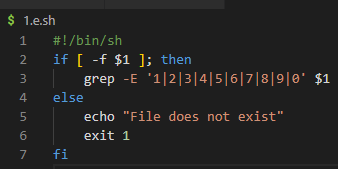 $ 1.e.sh
1 #!/bin/sh
2 if [ -f $1 ]; then
3     grep -E '1|2|3|4|5|6|7|8|9|0' $1
4 else
5     echo "File does not exist"
6     exit 1
7 fi